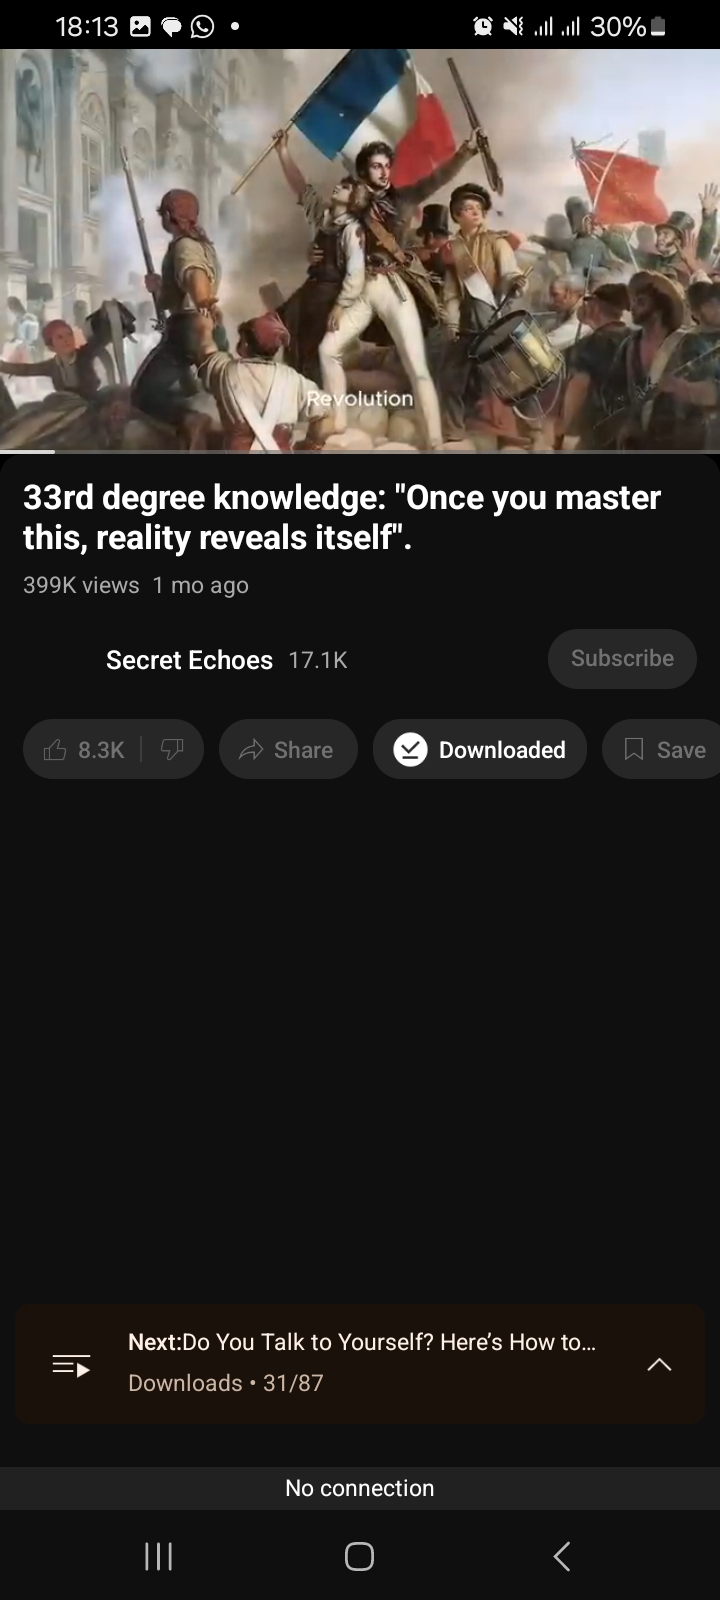 18:13
30%
Revolution
33rd degree knowledge: "Once you master
this, reality reveals itself".
399K views 1 mo ago
Secret Echoes 17.1K
Subscribe
8.3K
Share
Downloaded
Save
Next:Do You Talk to Yourself? Here’s How to...
Downloads • 31/87
No connection